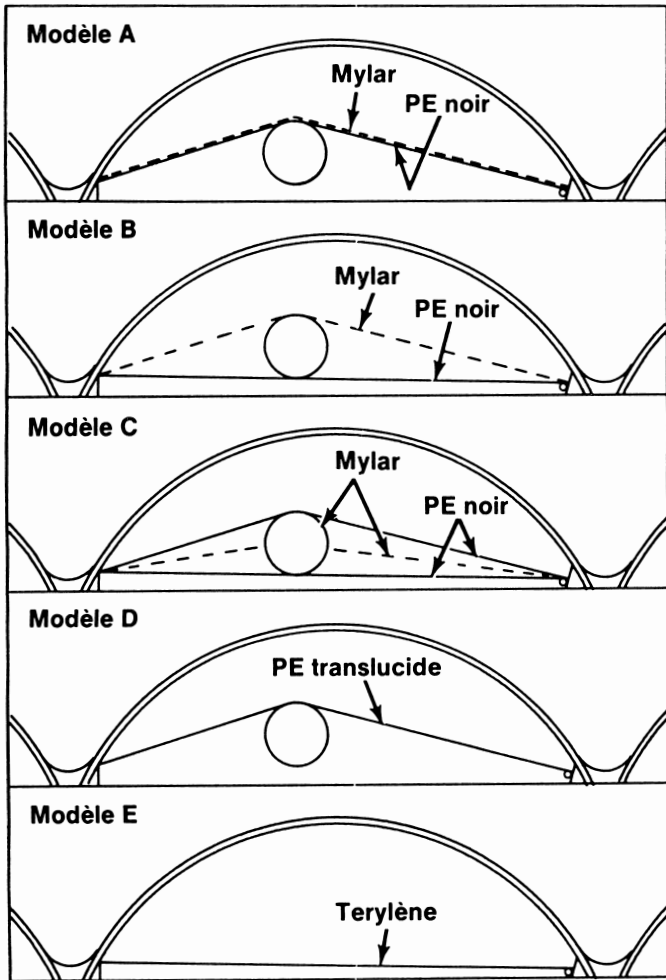 Modèle A
Mylar
PE noir
Modèle B
Mylar
PE noir
Modèle C
Mylar
PE noir
Modèle D
PE translucide
Modèle E
Terylène